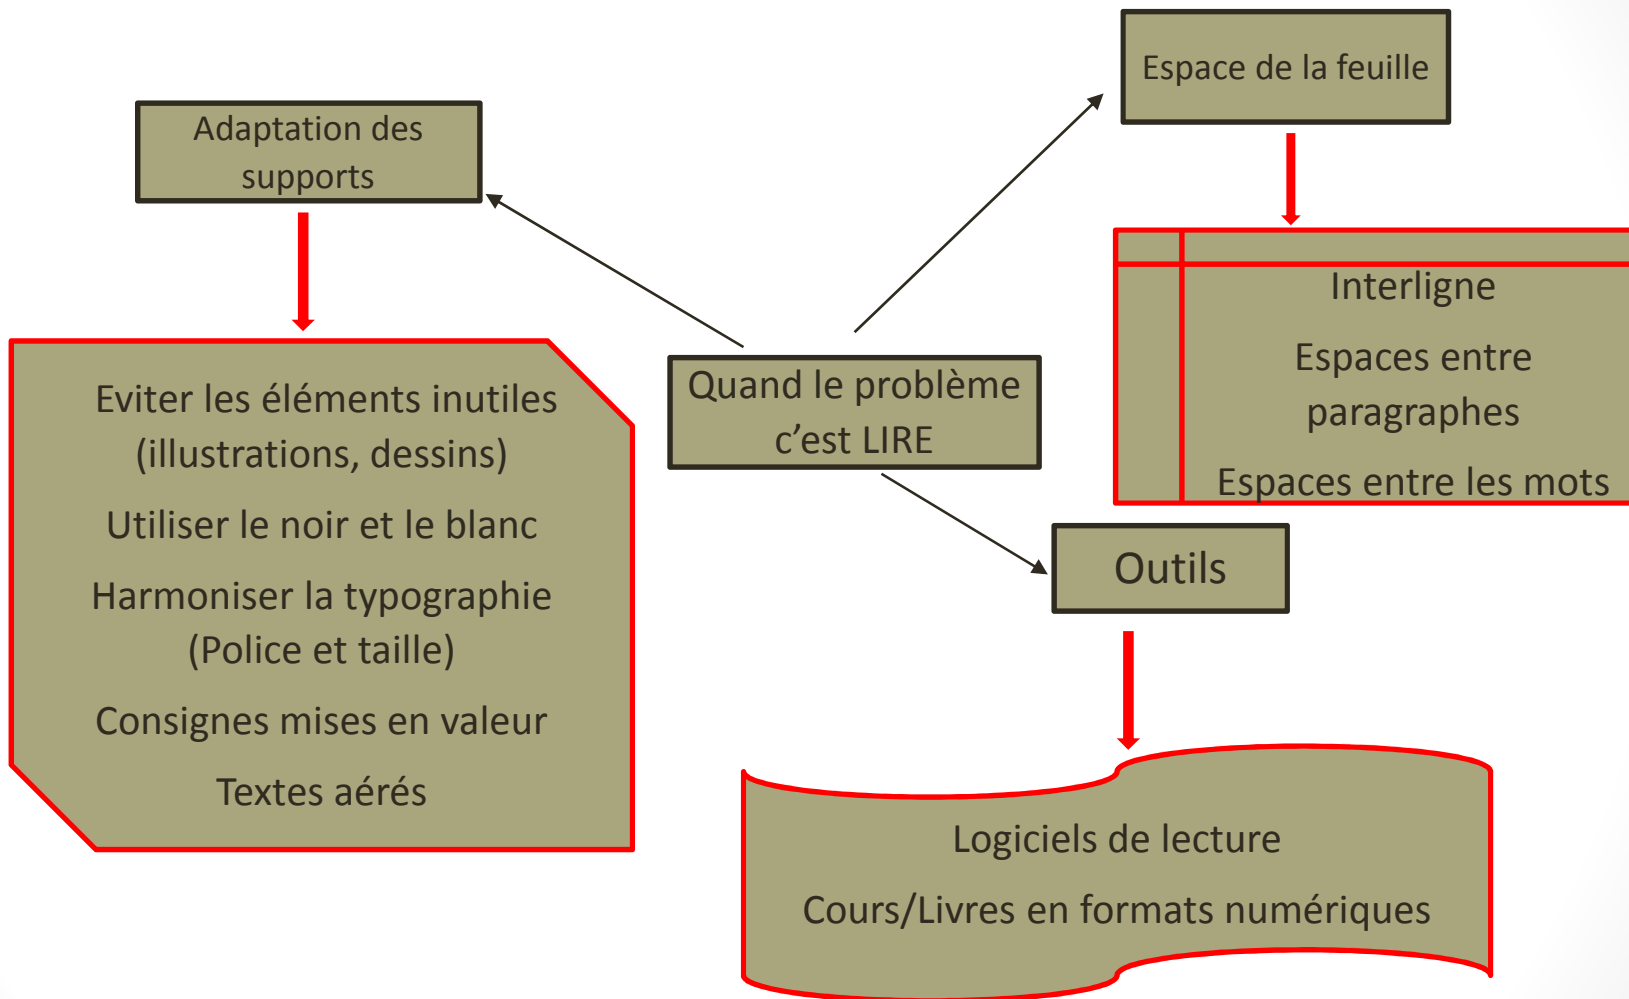 Espace de la feuille
Adaptation des
supports
Interligne
Espaces entre
paragraphes
Espaces entre les mots
Quand le problème
c’est LIRE
Eviter les éléments inutiles
(illustrations, dessins)
Utiliser le noir et le blanc
Harmoniser la typographie
(Police et taille)
Consignes mises en valeur
Textes aérés
Outils
Logiciels de lecture
Cours/Livres en formats numériques